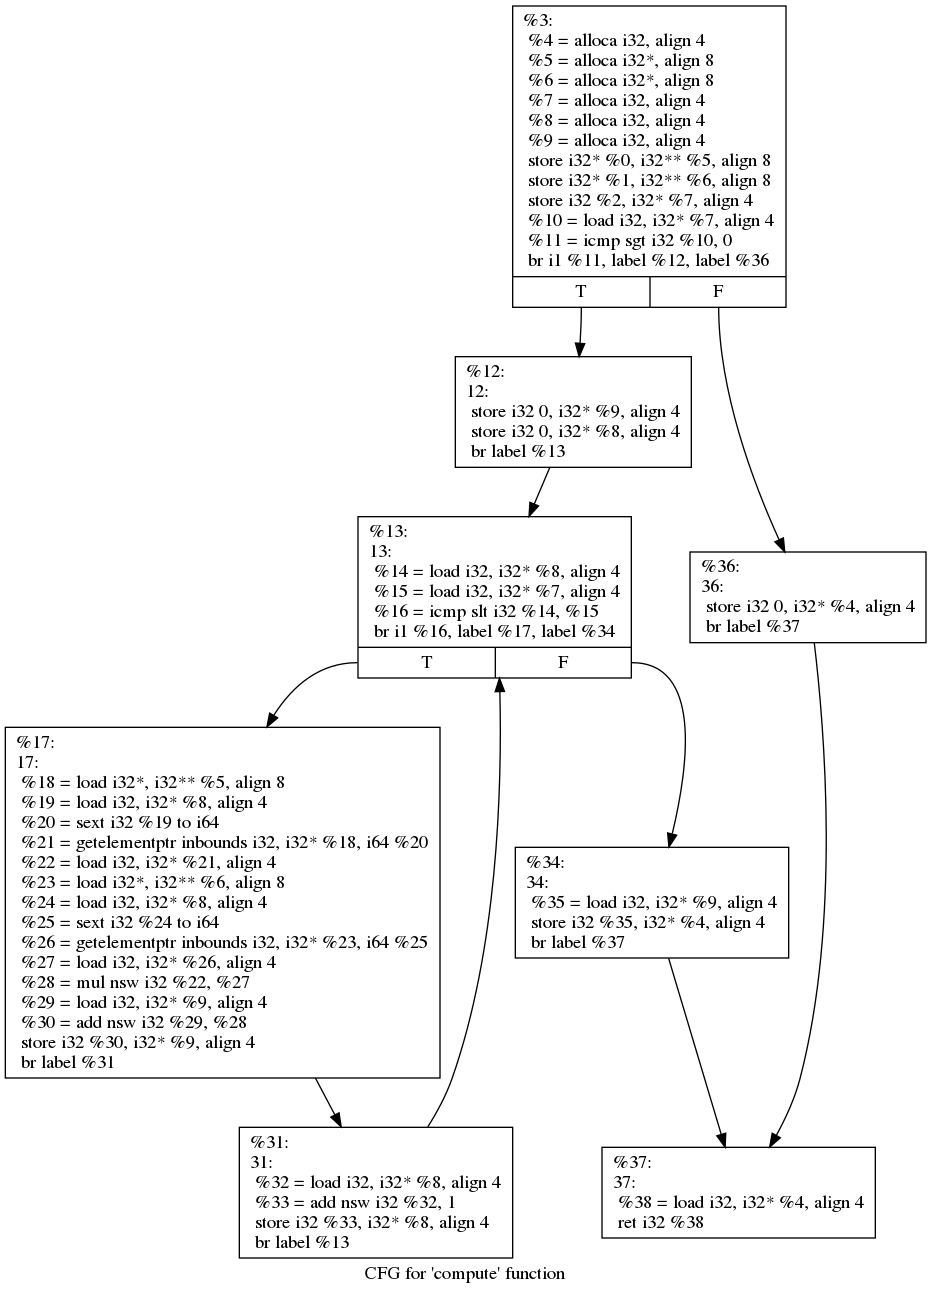 %3:
%4 = alloca i32, align 4
%5 = alloca i32*, align 8
%6 = alloca i32*, align 8
%7 = alloca i32, align 4
%8 = alloca i32, align 4
%9 = alloca i32, align 4
store i32* %0, i32** %5, align 8
store i32* %1, i32** %6, align 8
store i32 %2, i32* %7, align 4
%10 = load i32, i32* %7, align 4
%11 = icmp sgt i32 %10, 0
br i1 %11, label %12, label %36
T F
%12:
12:
store i32 0, i32* %9, align 4
store i32 0, i32* %8, align 4
br label %13
%13:
13:
%14 = load i32, i32* %8, align 4
%15 = load i32, i32* %7, align 4
%16 = icmp slt i32 %14, %15
br i1 %16, label %17, label %34
T F
%36:
36:
store i32 0, i32* %4, align 4
br label %37
%17:
17:
%18 = load i32*, i32** %5, align 8
%19 = load i32, i32* %8, align 4
%20 = sext i32 %19 to i64
%21 = getelementptr inbounds i32, i32* %18, i64 %20
%22 = load i32, i32* %21, align 4
%23 = load i32*, i32** %6, align 8
%24 = load i32, i32* %8, align 4
%25 = sext i32 %24 to i64
%26 = getelementptr inbounds i32, i32* %23, i64 %25
%27 = load i32, i32* %26, align 4
%28 = mul nsw i32 %22, %27
%29 = load i32, i32* %9, align 4
%30 = add nsw i32 %29, %28
store i32 %30, i32* %9, align 4
br label %31
%34:
34:
%35 = load i32, i32* %9, align 4
store i32 %35, i32* %4, align 4
br label %37
%31:
31:
%32 = load i32, i32* %8, align 4
%33 = add nsw i32 %32, 1
store i32 %33, i32* %8, align 4
br label %13
%37:
37:
%38 = load i32, i32* %4, align 4
ret i32 %38
CFG for 'compute' function